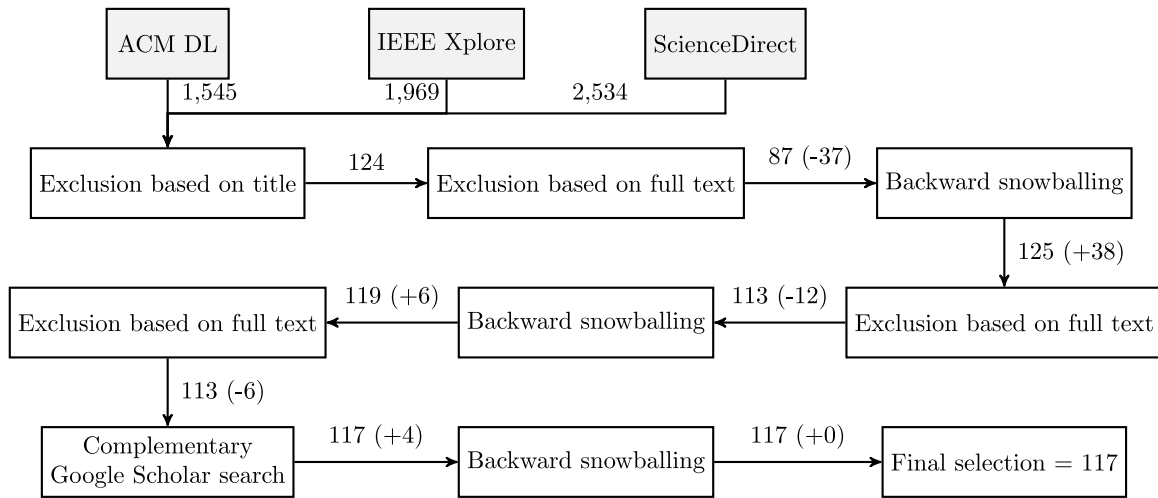 ACM DL
IEEE Xplore
ScienceDirect
1,545
1,969
2,534
Exclusion based on title
124
Exclusion based on full text
87 (-37)
Backward snowballing
125 (+38)
Exclusion based on full text
113 (-12)
Backward snowballing
119 (+6)
Exclusion based on full text
113 (-6)
Complementary
Google Scholar search
117 (+4)
Backward snowballing
117 (+0)
Final selection = 117